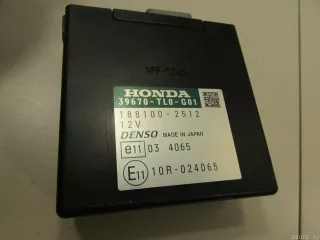 HONDA
39670-TL0-G01
188100-2512
12V
DENSO MADE IN JAPAN
e11 03 4065
E11 10R-024065